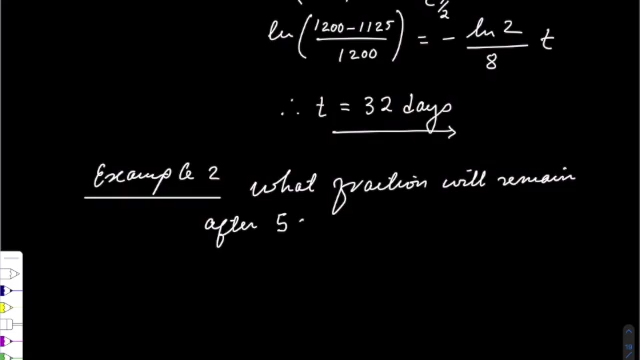 t½
ln(1200-1125/1200) = - ln 2/8 t
∴ t = 32 days
Example 2 What fraction will remain
after 5